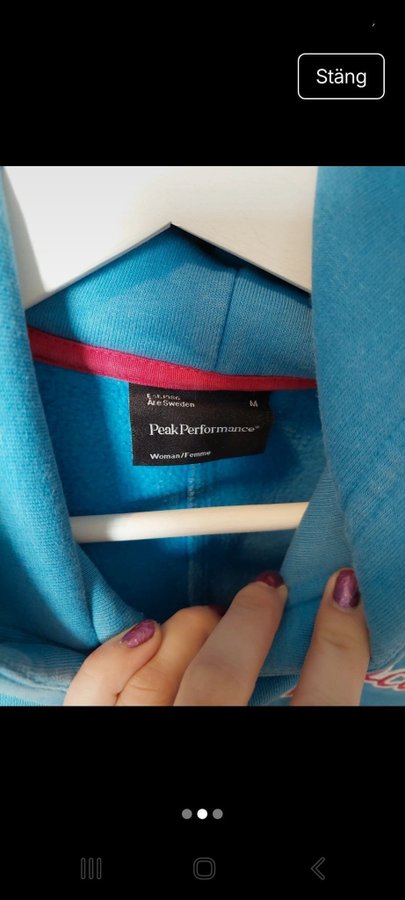 Stäng
Est.1986
Åre Sweden
M
PeakPerformance®
Woman/Femme